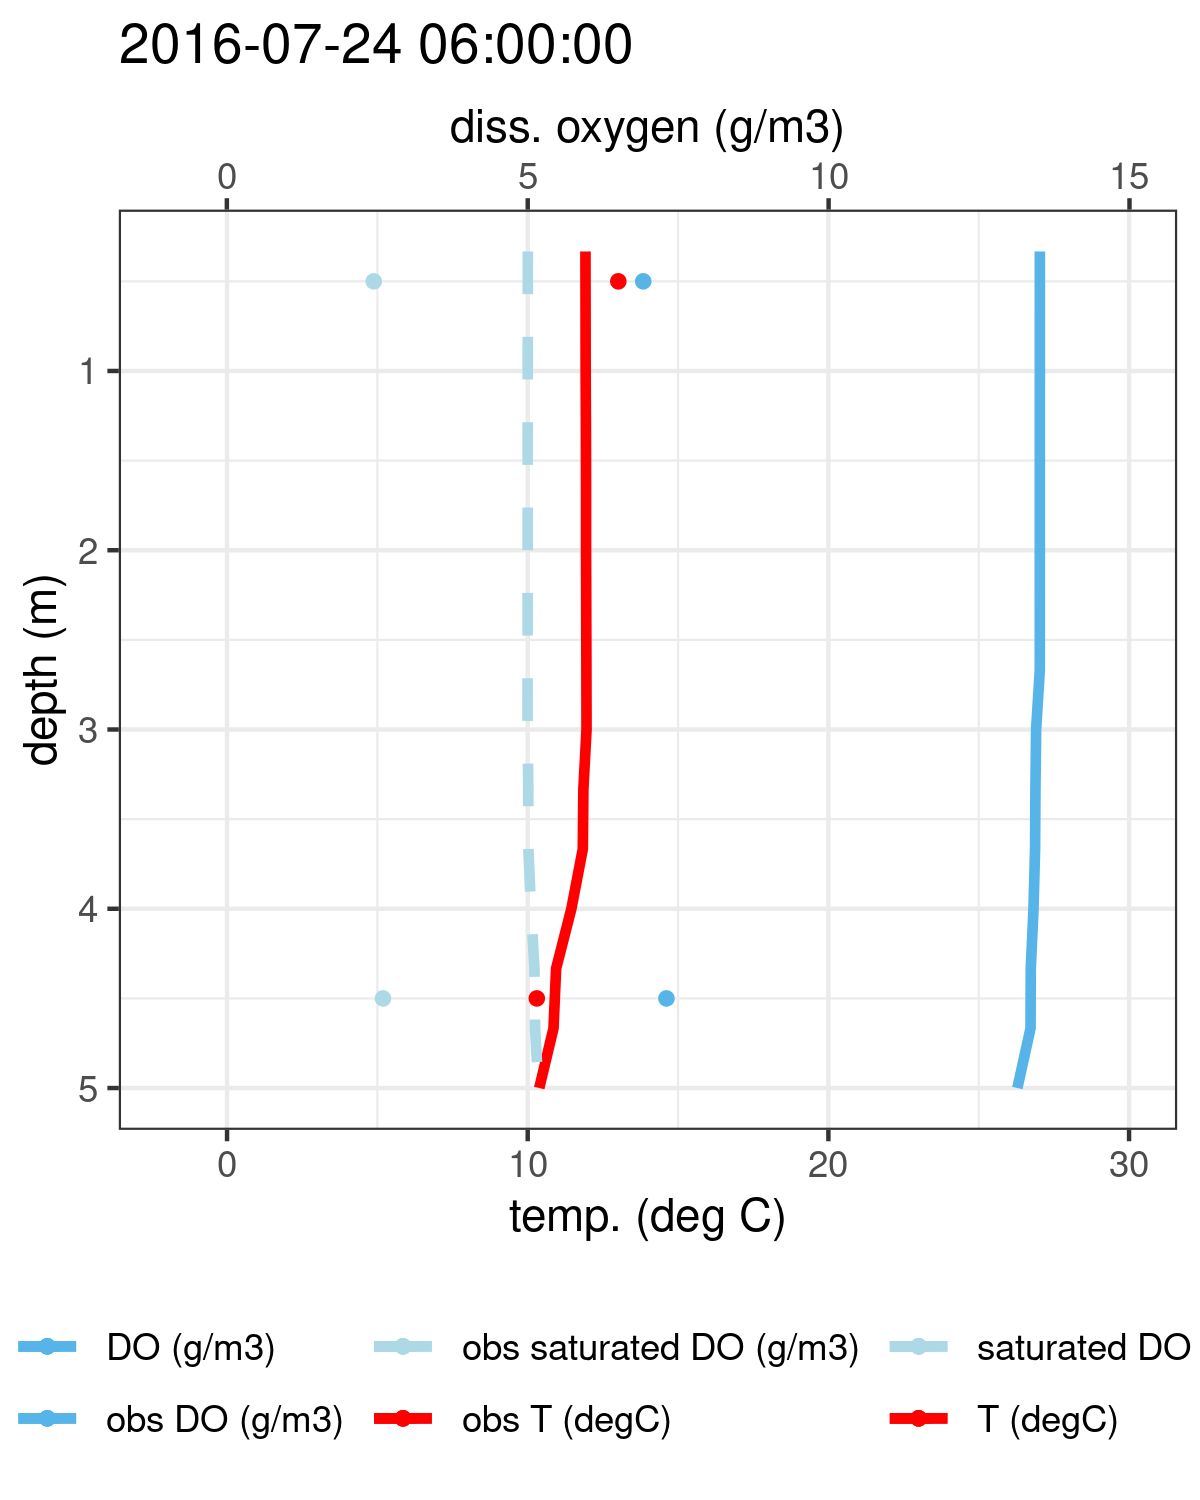 2016-07-24 06:00:00
diss. oxygen (g/m3)
0 5 10 15
depth (m)
1
2
3
4
5
0 10 20 30
temp. (deg C)
DO (g/m3) obs saturated DO (g/m3) saturated DO
obs DO (g/m3) obs T (degC) T (degC)